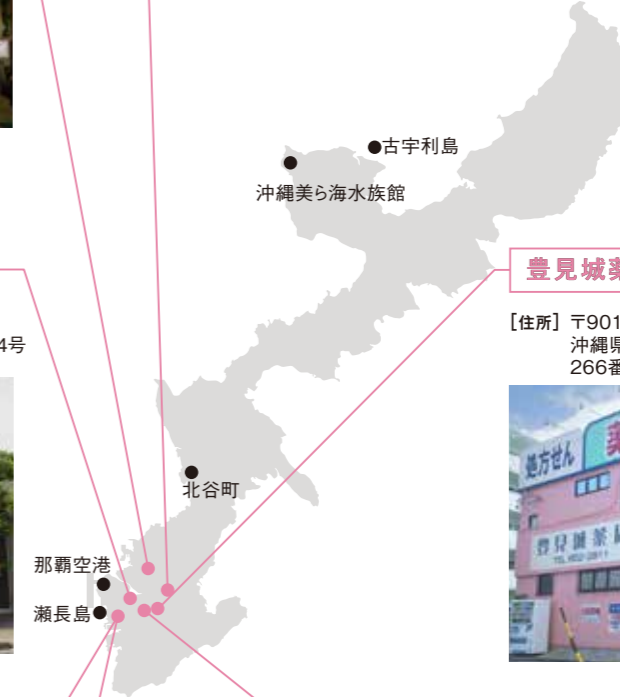 古宇利島
沖縄美ら海水族館
豊見城薬
[住所] 〒901
沖縄県
266番
4号
処方せん
薬
豊見城薬局
北谷町
那覇空港
瀬長島